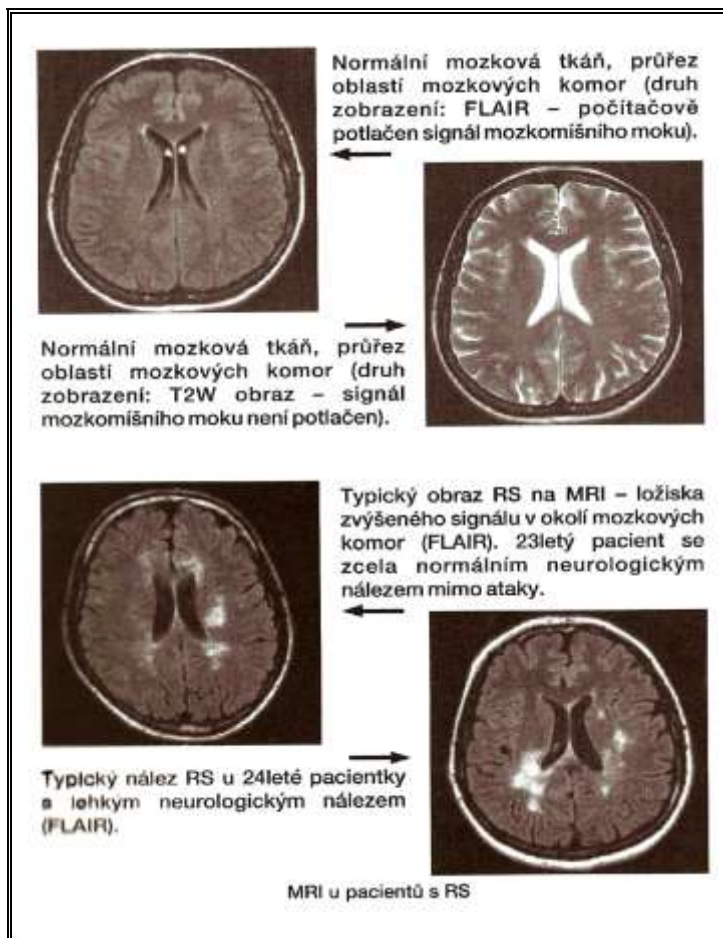 Normální mozková tkáň, průřez
oblastí mozkových komor (druh
zobrazení: FLAIR – počítačově
potlačen signál mozkomíšního moku).
Normální mozková tkáň, průřez
oblastí mozkových komor (druh
zobrazení: T2W obraz – signál
mozkomíšního moku není potlačen).
Typický obraz RS na MRI – ložiska
zvýšeného signálu v okolí mozkových
komor (FLAIR). 23letý pacient se
zcela normálním neurologickým
nálezem mimo ataky.
Typický nález RS u 24leté pacientky
s lehkým neurologickým nálezem
(FLAIR).
MRI u pacientů s RS